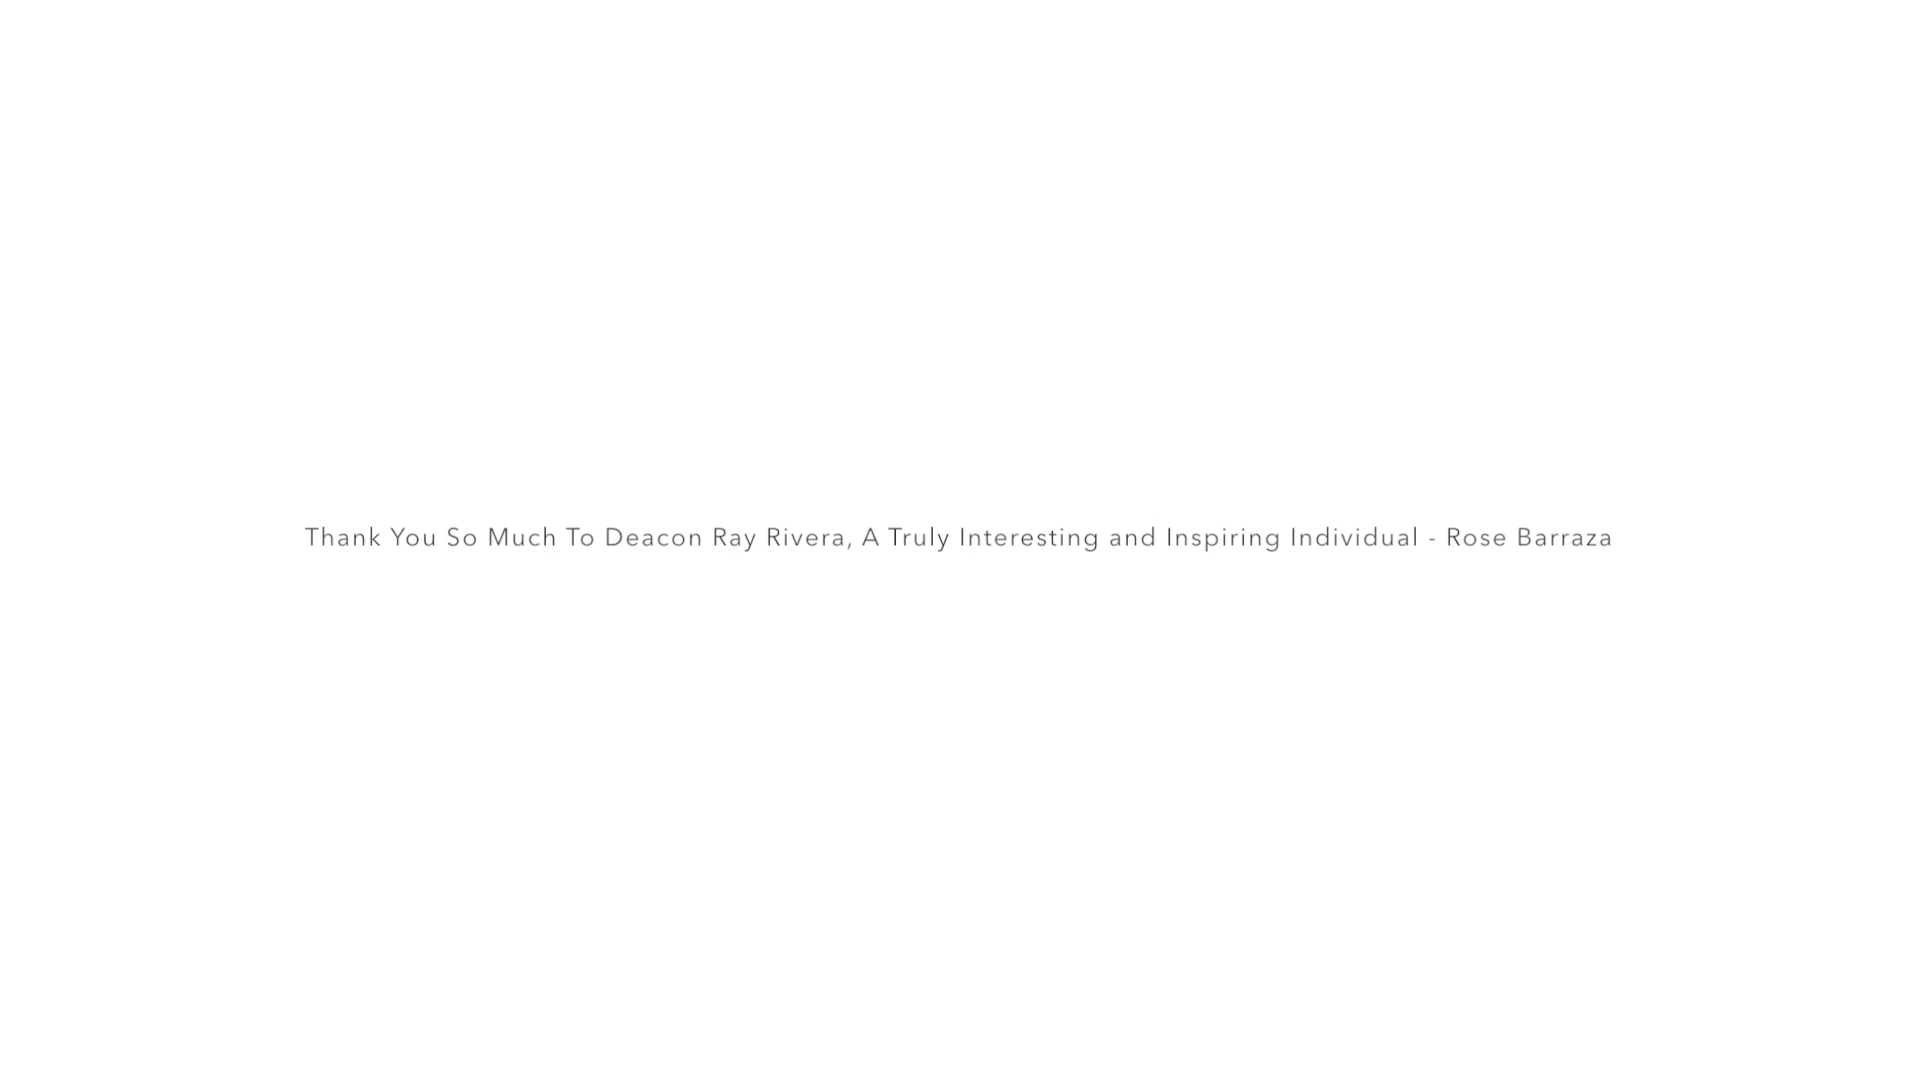 Thank You So Much To Deacon Ray Rivera, A Truly Interesting and Inspiring Individual - Rose Barraza